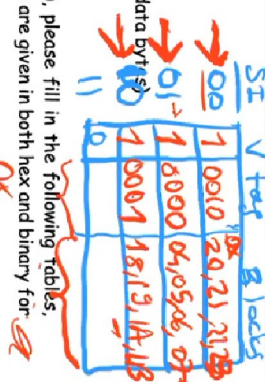 SI V Tag Blocks
00 1 0010 20,21,22,23
01 1 0000 04,05,06,07
10 1 0001 18,19,1A,1B
11 0
data byte(s)
, please fill in the following tables,
are given in both hex and binary for